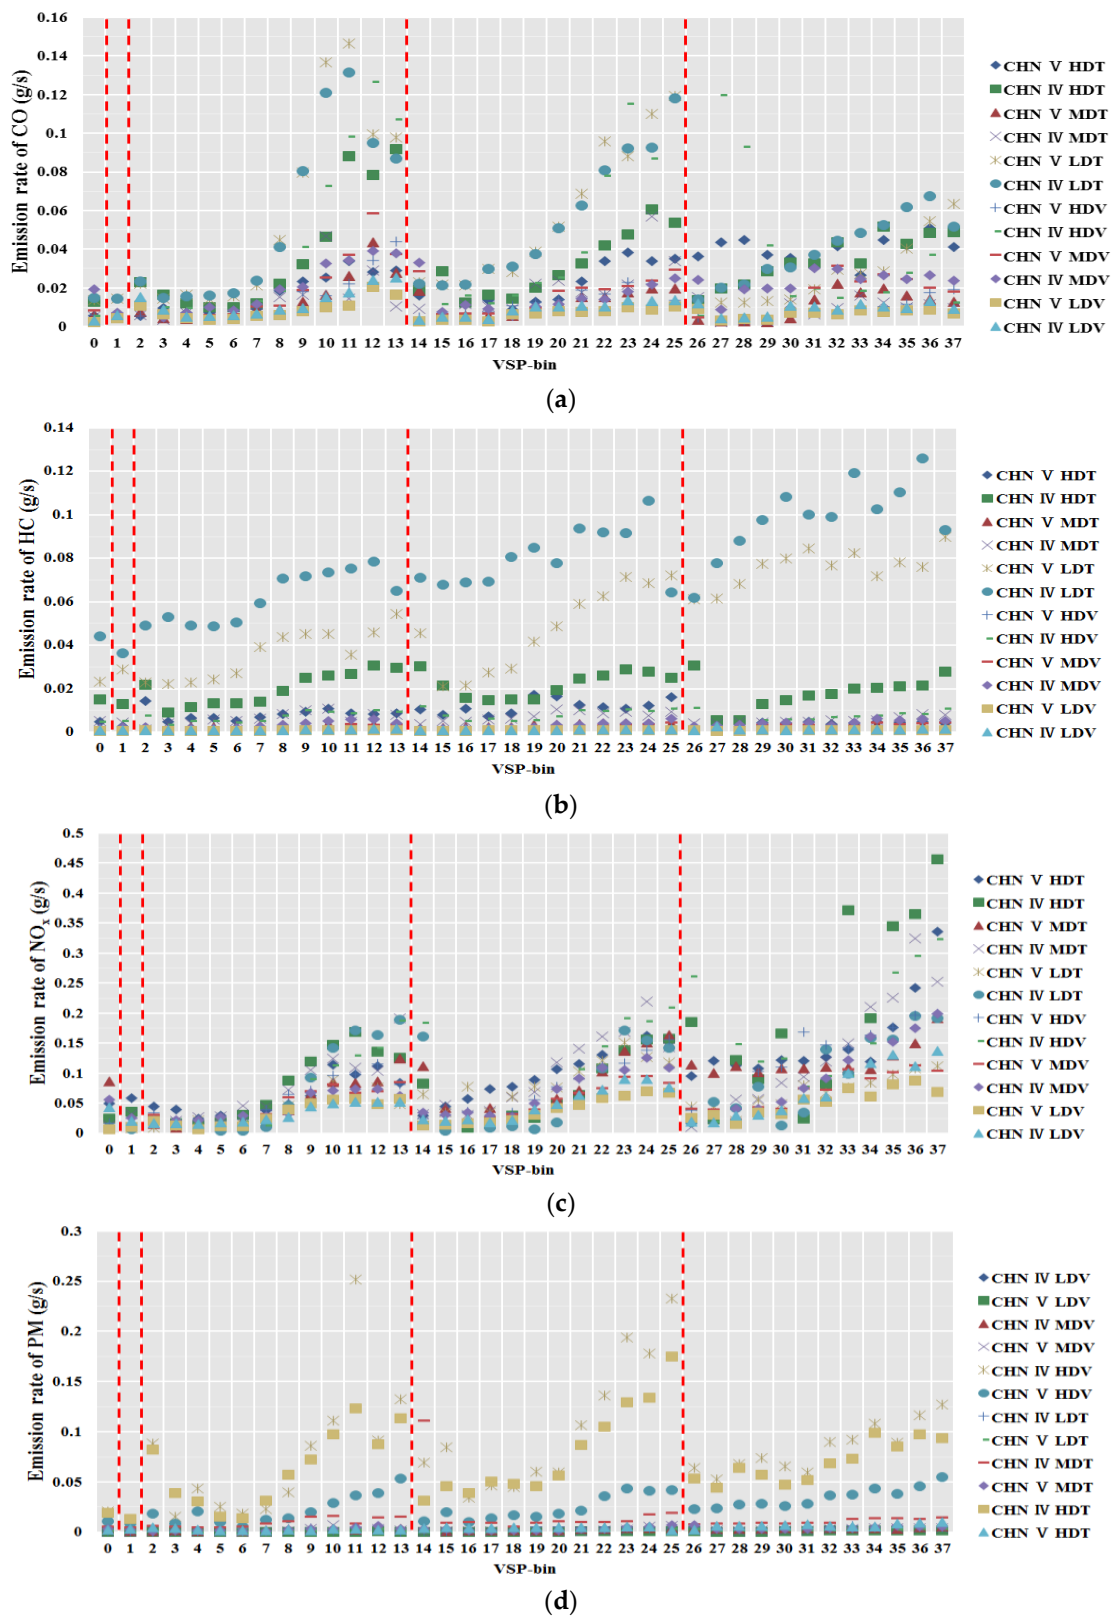 0.16
0.14
0.12
0.1
0.08
0.06
0.04
0.02
0
Emission rate of CO (g/s)
0 1 2 3 4 5 6 7 8 9 10 11 12 13 14 15 16 17 18 19 20 21 22 23 24 25 26 27 28 29 30 31 32 33 34 35 36 37
VSP-bin
CHN Ⅴ HDT
CHN Ⅳ HDT
CHN Ⅴ MDT
CHN Ⅳ MDT
CHN Ⅴ LDT
CHN Ⅳ LDT
CHN Ⅴ HDV
CHN Ⅳ HDV
CHN Ⅴ MDV
CHN Ⅳ MDV
CHN Ⅴ LDV
CHN Ⅳ LDV
(a)
0.14
0.12
0.1
0.08
0.06
0.04
0.02
0
Emission rate of HC (g/s)
0 1 2 3 4 5 6 7 8 9 10 11 12 13 14 15 16 17 18 19 20 21 22 23 24 25 26 27 28 29 30 31 32 33 34 35 36 37
VSP-bin
CHN Ⅴ HDT
CHN Ⅳ HDT
CHN Ⅴ MDT
CHN Ⅳ MDT
CHN Ⅴ LDT
CHN Ⅳ LDT
CHN Ⅴ HDV
CHN Ⅳ HDV
CHN Ⅴ MDV
CHN Ⅳ MDV
CHN Ⅴ LDV
CHN Ⅳ LDV
(b)
0.5
0.45
0.4
0.35
0.3
0.25
0.2
0.15
0.1
0.05
0
Emission rate of NOx (g/s)
0 1 2 3 4 5 6 7 8 9 10 11 12 13 14 15 16 17 18 19 20 21 22 23 24 25 26 27 28 29 30 31 32 33 34 35 36 37
VSP-bin
CHN Ⅴ HDT
CHN Ⅳ HDT
CHN Ⅴ MDT
CHN Ⅳ MDT
CHN Ⅴ LDT
CHN Ⅳ LDT
CHN Ⅴ HDV
CHN Ⅳ HDV
CHN Ⅴ MDV
CHN Ⅳ MDV
CHN Ⅴ LDV
CHN Ⅳ LDV
(c)
0.3
0.25
0.2
0.15
0.1
0.05
0
Emission rate of PM (g/s)
0 1 2 3 4 5 6 7 8 9 10 11 12 13 14 15 16 17 18 19 20 21 22 23 24 25 26 27 28 29 30 31 32 33 34 35 36 37
VSP-bin
CHN Ⅳ LDV
CHN Ⅴ LDV
CHN Ⅳ MDV
CHN Ⅴ MDV
CHN Ⅳ HDV
CHN Ⅴ HDV
CHN Ⅳ LDT
CHN Ⅴ LDT
CHN Ⅳ MDT
CHN Ⅴ MDT
CHN Ⅳ HDT
CHN Ⅴ HDT
(d)